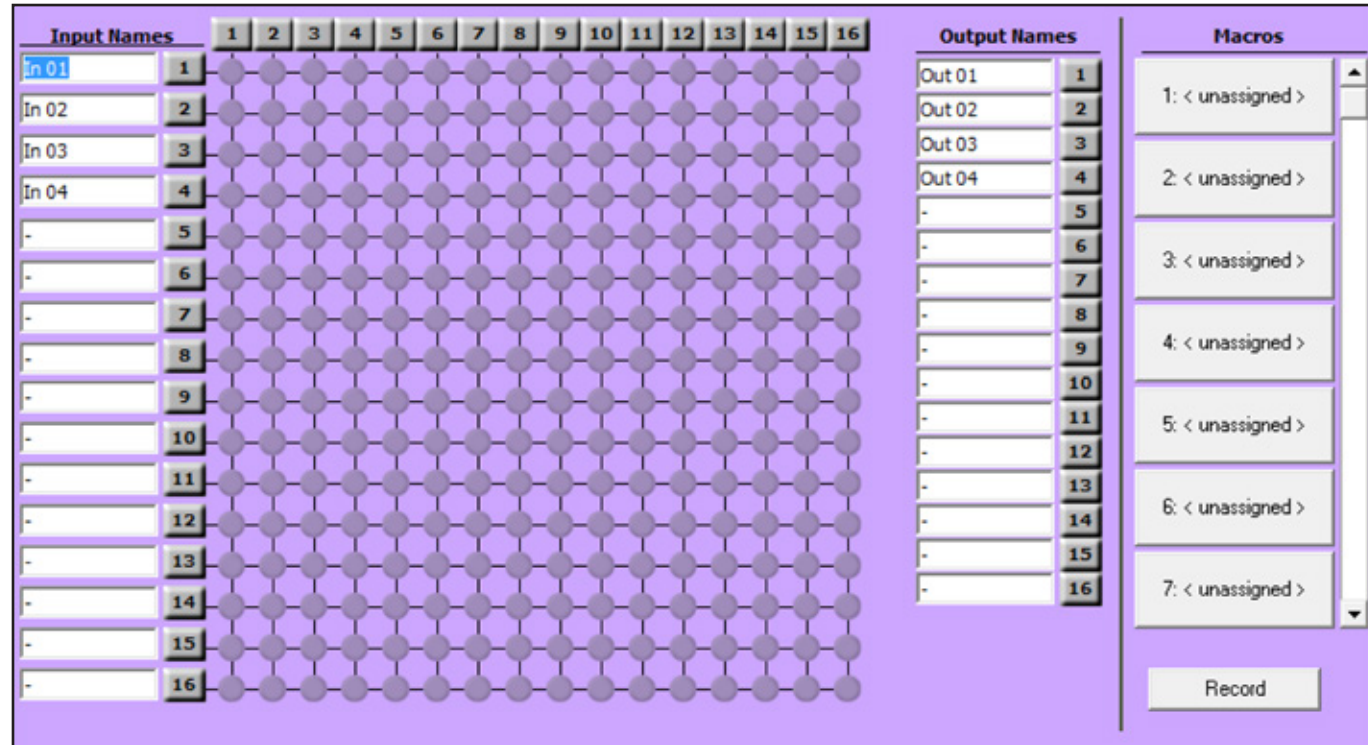 Input Names
1 2 3 4 5 6 7 8 9 10 11 12 13 14 15 16
In 01 1
In 02 2
In 03 3
In 04 4
- 5
- 6
- 7
- 8
- 9
- 10
- 11
- 12
- 13
- 14
- 15
- 16
Output Names
Out 01 1
Out 02 2
Out 03 3
Out 04 4
- 5
- 6
- 7
- 8
- 9
- 10
- 11
- 12
- 13
- 14
- 15
- 16
Macros
1: < unassigned >
2: < unassigned >
3: < unassigned >
4: < unassigned >
5: < unassigned >
6: < unassigned >
7: < unassigned >
Record